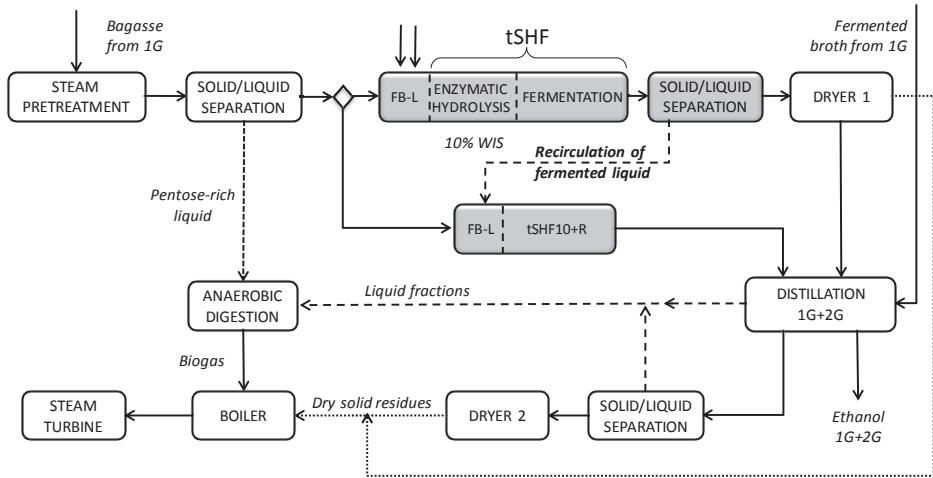 Bagasse
from 1G
tSHF
Fermented
broth from 1G
STEAM
PRETREATMENT
SOLID/LIQUID
SEPARATION
FB-L
ENZYMATIC
HYDROLYSIS
FERMENTATION
SOLID/LIQUID
SEPARATION
DRYER 1
10% WIS
Recirculation of
fermented liquid
Pentose-rich
liquid
FB-L
tSHF10+R
ANAEROBIC
DIGESTION
Liquid fractions
DISTILLATION
1G+2G
Biogas
STEAM
TURBINE
BOILER
Dry solid residues
DRYER 2
SOLID/LIQUID
SEPARATION
Ethanol
1G+2G